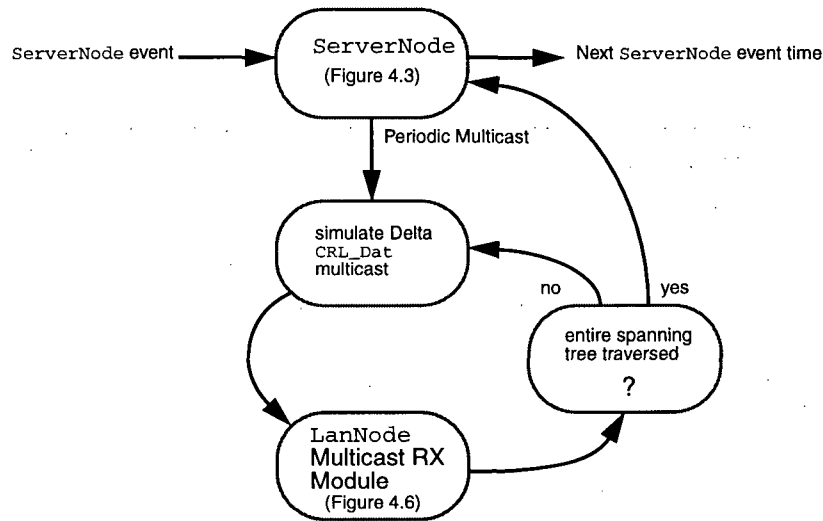 ServerNode event
ServerNode
(Figure 4.3)
Next ServerNode event time
Periodic Multicast
simulate Delta
CRL_Dat
multicast
no
yes
entire spanning
tree traversed
?
LanNode
Multicast RX
Module
(Figure 4.6)